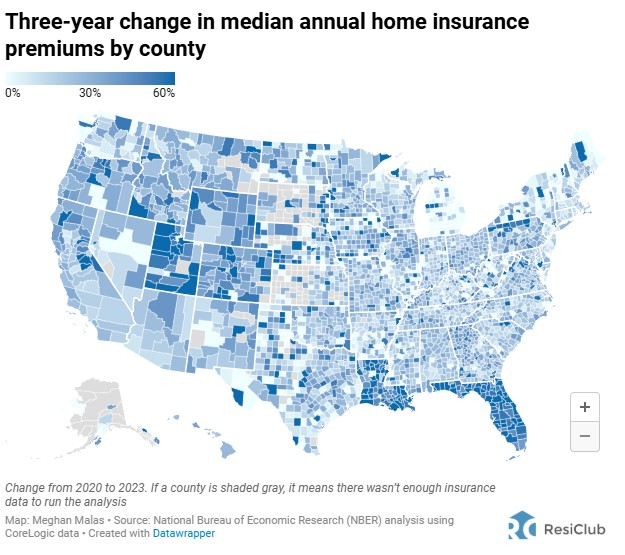 Three-year change in median annual home insurance
premiums by county
0% 30% 60%
+
−
Change from 2020 to 2023. If a county is shaded gray, it means there wasn't enough insurance
data to run the analysis
Map: Meghan Malas • Source: National Bureau of Economic Research (NBER) analysis using
CoreLogic data • Created with Datawrapper
RC ResiClub